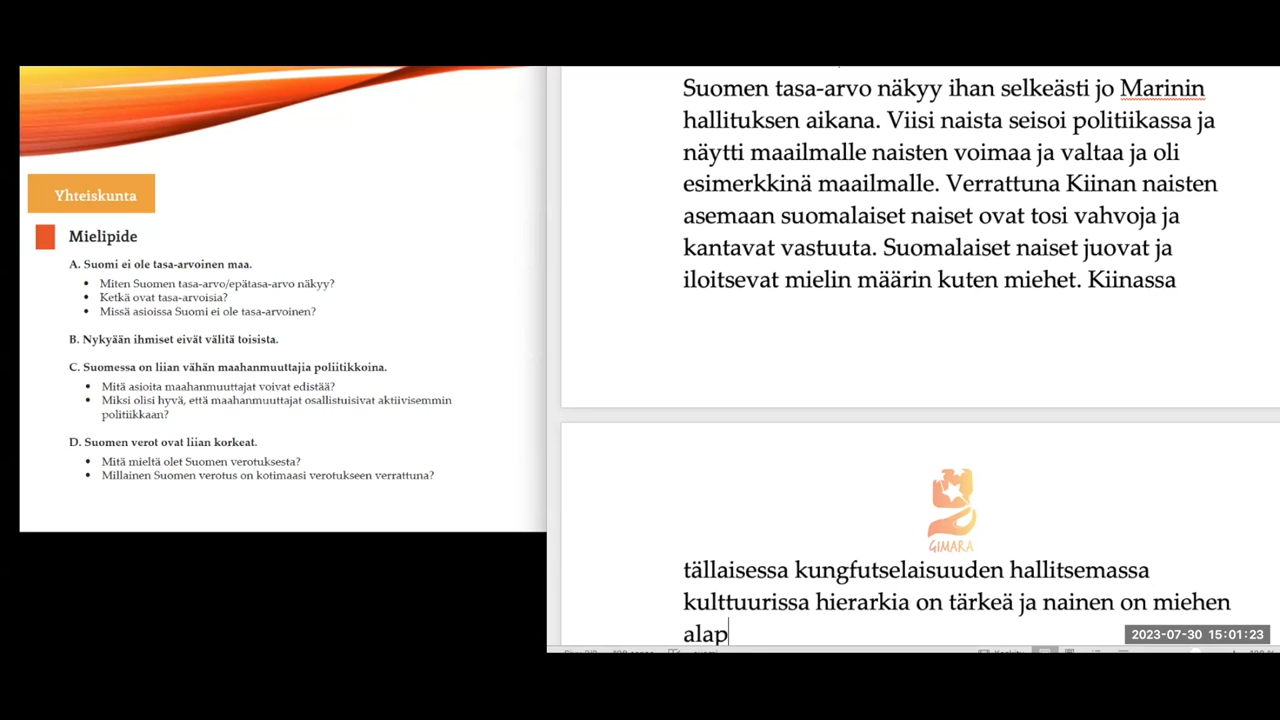 Yhteiskunta
Mielipide
A. Suomi ei ole tasa-arvoinen maa.
• Miten Suomen tasa-arvo/epätasa-arvo näkyy?
• Ketkä ovat tasa-arvoisia?
• Missä asioissa Suomi ei ole tasa-arvoinen?
B. Nykyään ihmiset eivät välitä toisista.
C. Suomessa on liian vähän maahanmuuttajia poliitikkoina.
• Mitä asioita maahanmuuttajat voivat edistää?
• Miksi olisi hyvä, että maahanmuuttajat osallistuisivat aktiivisemmin
politiikkaan?
D. Suomen verot ovat liian korkeat.
• Mitä mieltä olet Suomen verotuksesta?
• Millainen Suomen verotus on kotimaasi verotukseen verrattuna?
Suomen tasa-arvo näkyy ihan selkeästi jo Marinin
hallituksen aikana. Viisi naista seisoi politiikassa ja
näytti maailmalle naisten voimaa ja valtaa ja oli
esimerkkinä maailmalle. Verrattuna Kiinan naisten
asemaan suomalaiset naiset ovat tosi vahvoja ja
kantavat vastuuta. Suomalaiset naiset juovat ja
iloitsevat mielin määrin kuten miehet. Kiinassa
GIMARA
tällaisessa kungfutselaisuuden hallitsemassa
kulttuurissa hierarkia on tärkeä ja nainen on miehen
alap
2023-07-30 15:01:23